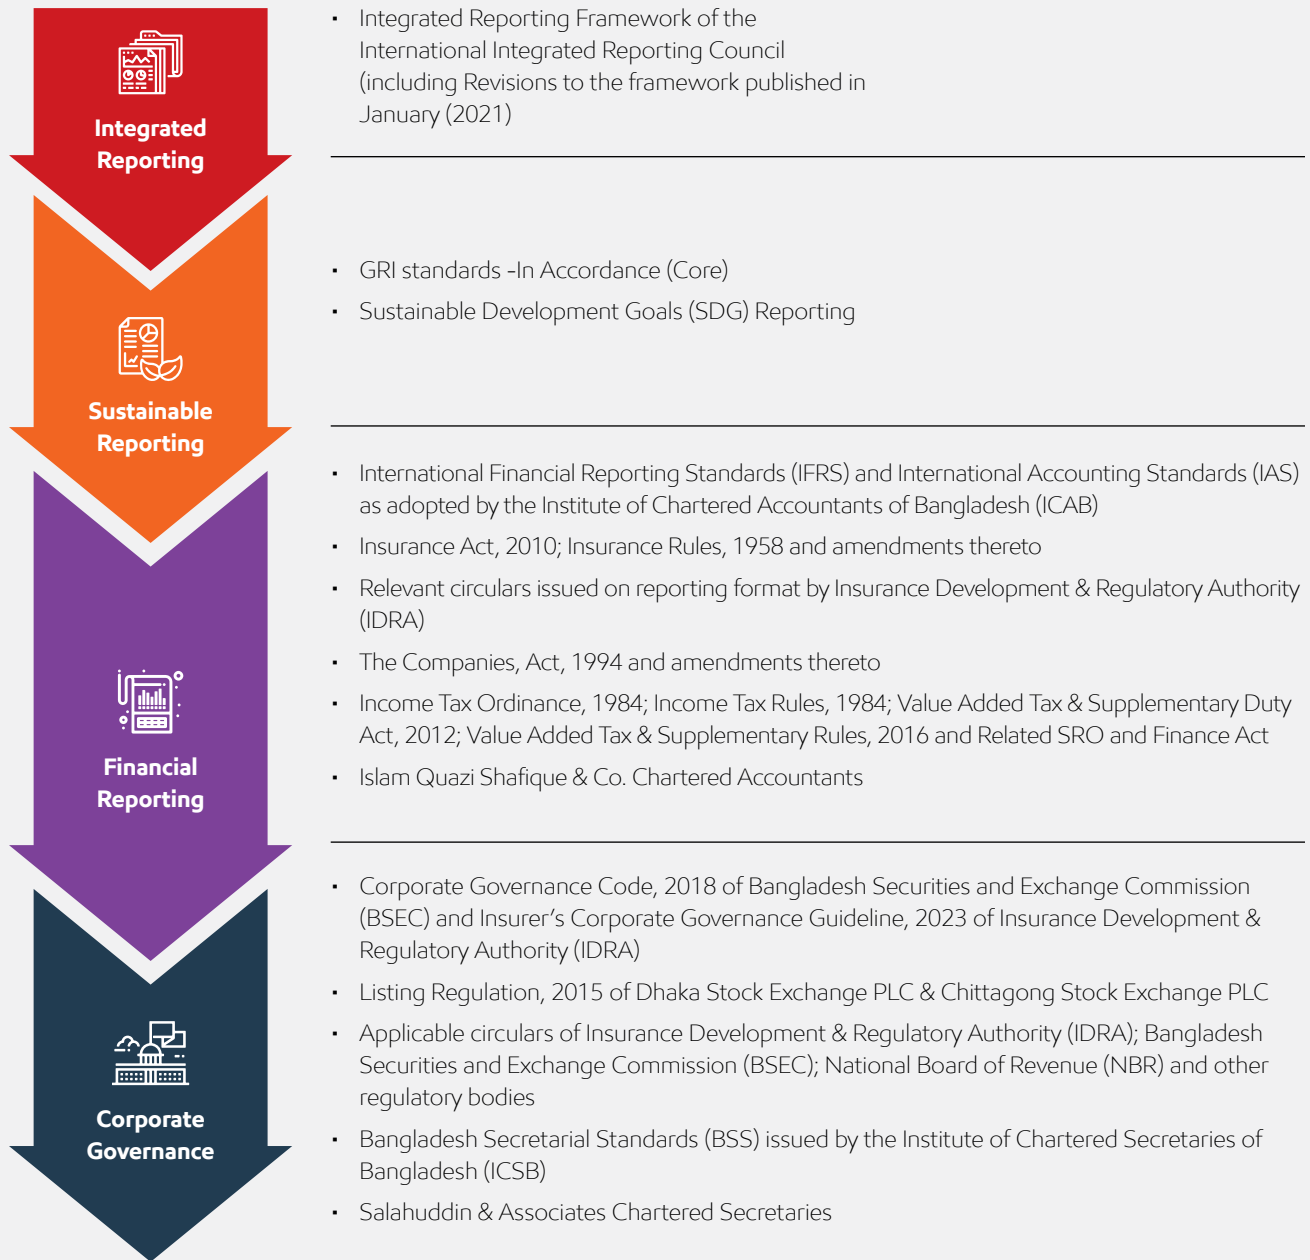 Integrated
Reporting
• Integrated Reporting Framework of the
International Integrated Reporting Council
(including Revisions to the framework published in
January (2021)
Sustainable
Reporting
• GRI standards -In Accordance (Core)
• Sustainable Development Goals (SDG) Reporting
Financial
Reporting
• International Financial Reporting Standards (IFRS) and International Accounting Standards (IAS)
as adopted by the Institute of Chartered Accountants of Bangladesh (ICAB)
• Insurance Act, 2010; Insurance Rules, 1958 and amendments thereto
• Relevant circulars issued on reporting format by Insurance Development & Regulatory Authority
(IDRA)
• The Companies, Act, 1994 and amendments thereto
• Income Tax Ordinance, 1984; Income Tax Rules, 1984; Value Added Tax & Supplementary Duty
Act, 2012; Value Added Tax & Supplementary Rules, 2016 and Related SRO and Finance Act
• Islam Quazi Shafique & Co. Chartered Accountants
Corporate
Governance
• Corporate Governance Code, 2018 of Bangladesh Securities and Exchange Commission
(BSEC) and Insurer’s Corporate Governance Guideline, 2023 of Insurance Development &
Regulatory Authority (IDRA)
• Listing Regulation, 2015 of Dhaka Stock Exchange PLC & Chittagong Stock Exchange PLC
• Applicable circulars of Insurance Development & Regulatory Authority (IDRA); Bangladesh
Securities and Exchange Commission (BSEC); National Board of Revenue (NBR) and other
regulatory bodies
• Bangladesh Secretarial Standards (BSS) issued by the Institute of Chartered Secretaries of
Bangladesh (ICSB)
• Salahuddin & Associates Chartered Secretaries